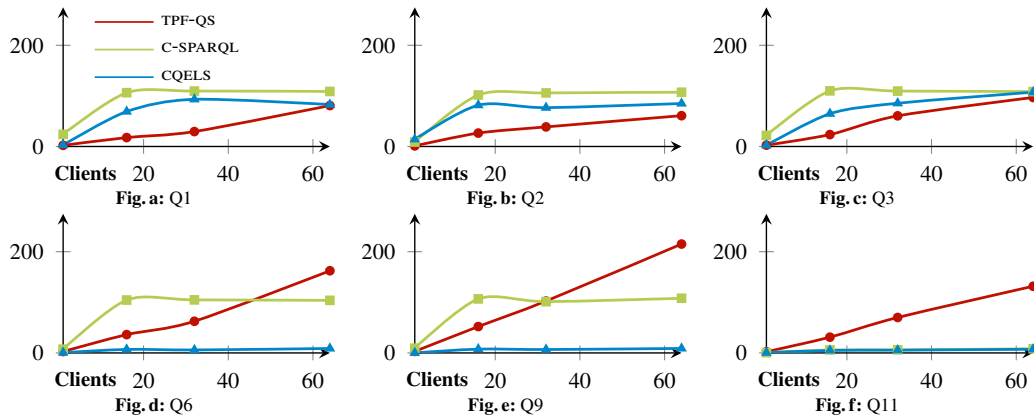 TPF-QS
C-SPARQL
CQELS
200
0
Clients 20 40 60
Fig. a: Q1
200
0
Clients 20 40 60
Fig. b: Q2
200
0
Clients 20 40 60
Fig. c: Q3
200
0
Clients 20 40 60
Fig. d: Q6
200
0
Clients 20 40 60
Fig. e: Q9
200
0
Clients 20 40 60
Fig. f: Q11